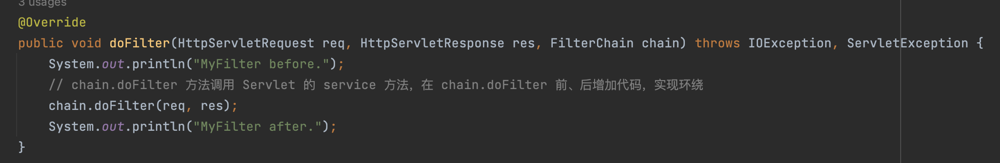 3 usages
@Override
public void doFilter(HttpServletRequest req, HttpServletResponse res, FilterChain chain) throws IOException, ServletException {
System.out.println("MyFilter before.");
// chain.doFilter 方法调用 Servlet 的 service 方法，在 chain.doFilter 前、后增加代码，实现环绕
chain.doFilter(req, res);
System.out.println("MyFilter after.");
}